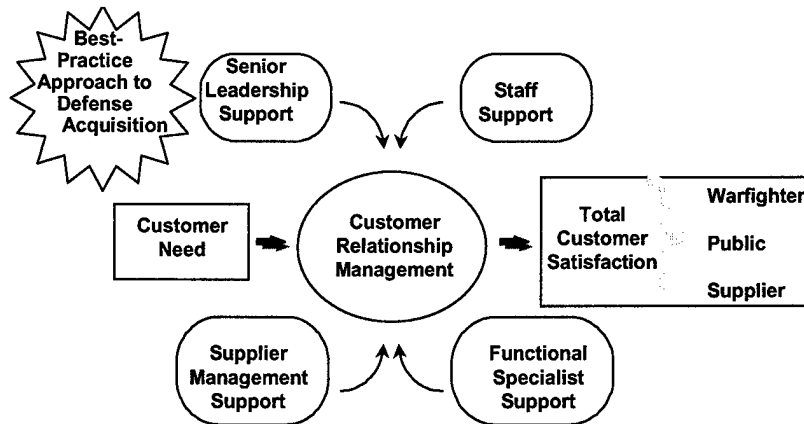 Best-
Practice
Approach to
Defense
Acquisition
Senior
Leadership
Support
Staff
Support
Customer
Need
Customer
Relationship
Management
Total
Customer
Satisfaction
Warfighter
Public
Supplier
Supplier
Management
Support
Functional
Specialist
Support